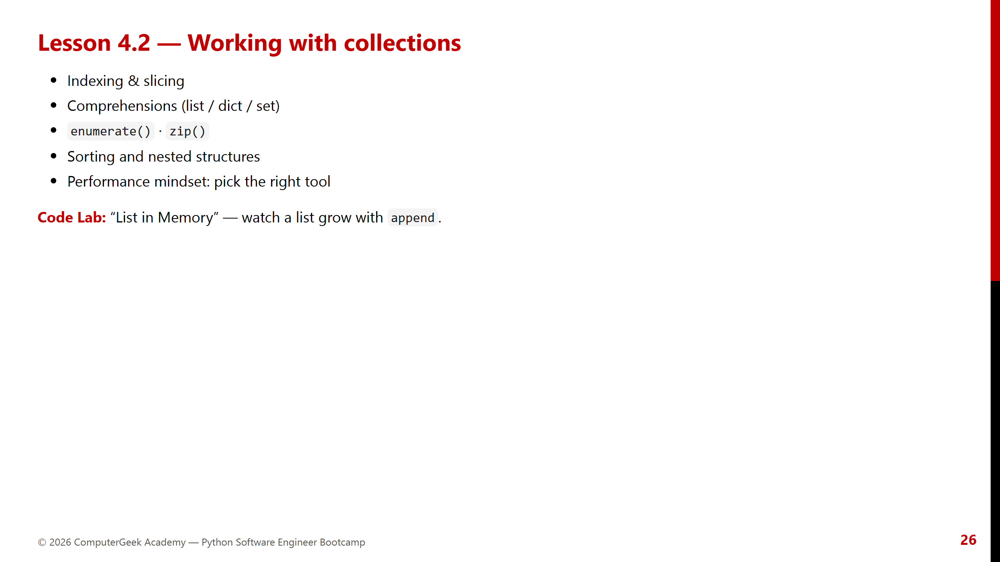 Lesson 4.2 — Working with collections
• Indexing & slicing
• Comprehensions (list / dict / set)
• enumerate() · zip()
• Sorting and nested structures
• Performance mindset: pick the right tool
Code Lab: “List in Memory” — watch a list grow with append.
© 2026 ComputerGeek Academy — Python Software Engineer Bootcamp
26